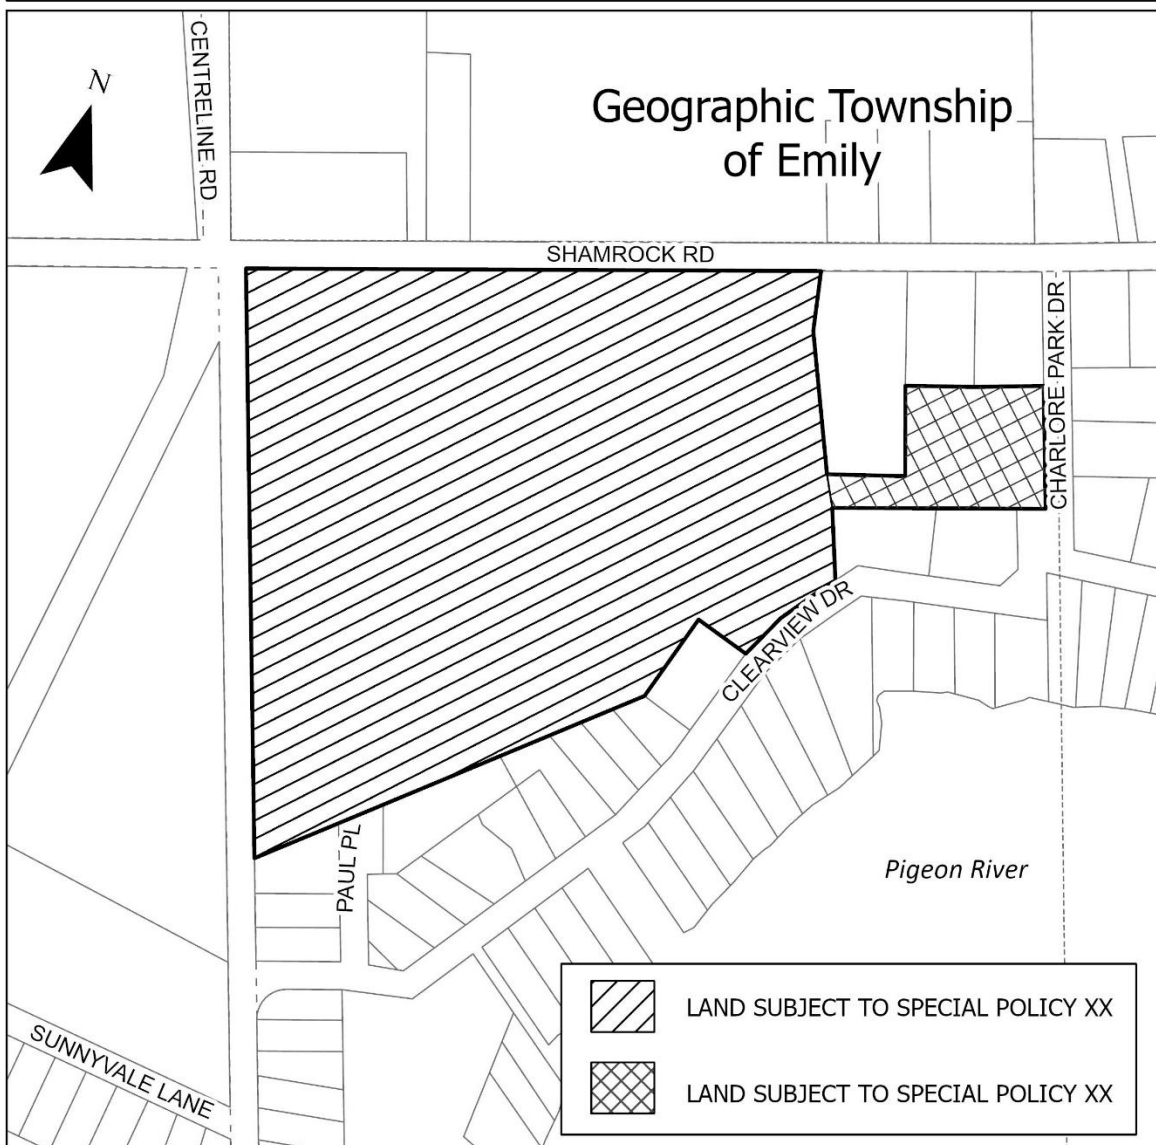 N
CENTRELINE RD
Geographic Township
of Emily
SHAMROCK RD
CHARLORE PARK DR
CLEARVIEW DR
PAUL PL
Pigeon River
SUNNYVALE LANE
LAND SUBJECT TO SPECIAL POLICY XX
LAND SUBJECT TO SPECIAL POLICY XX